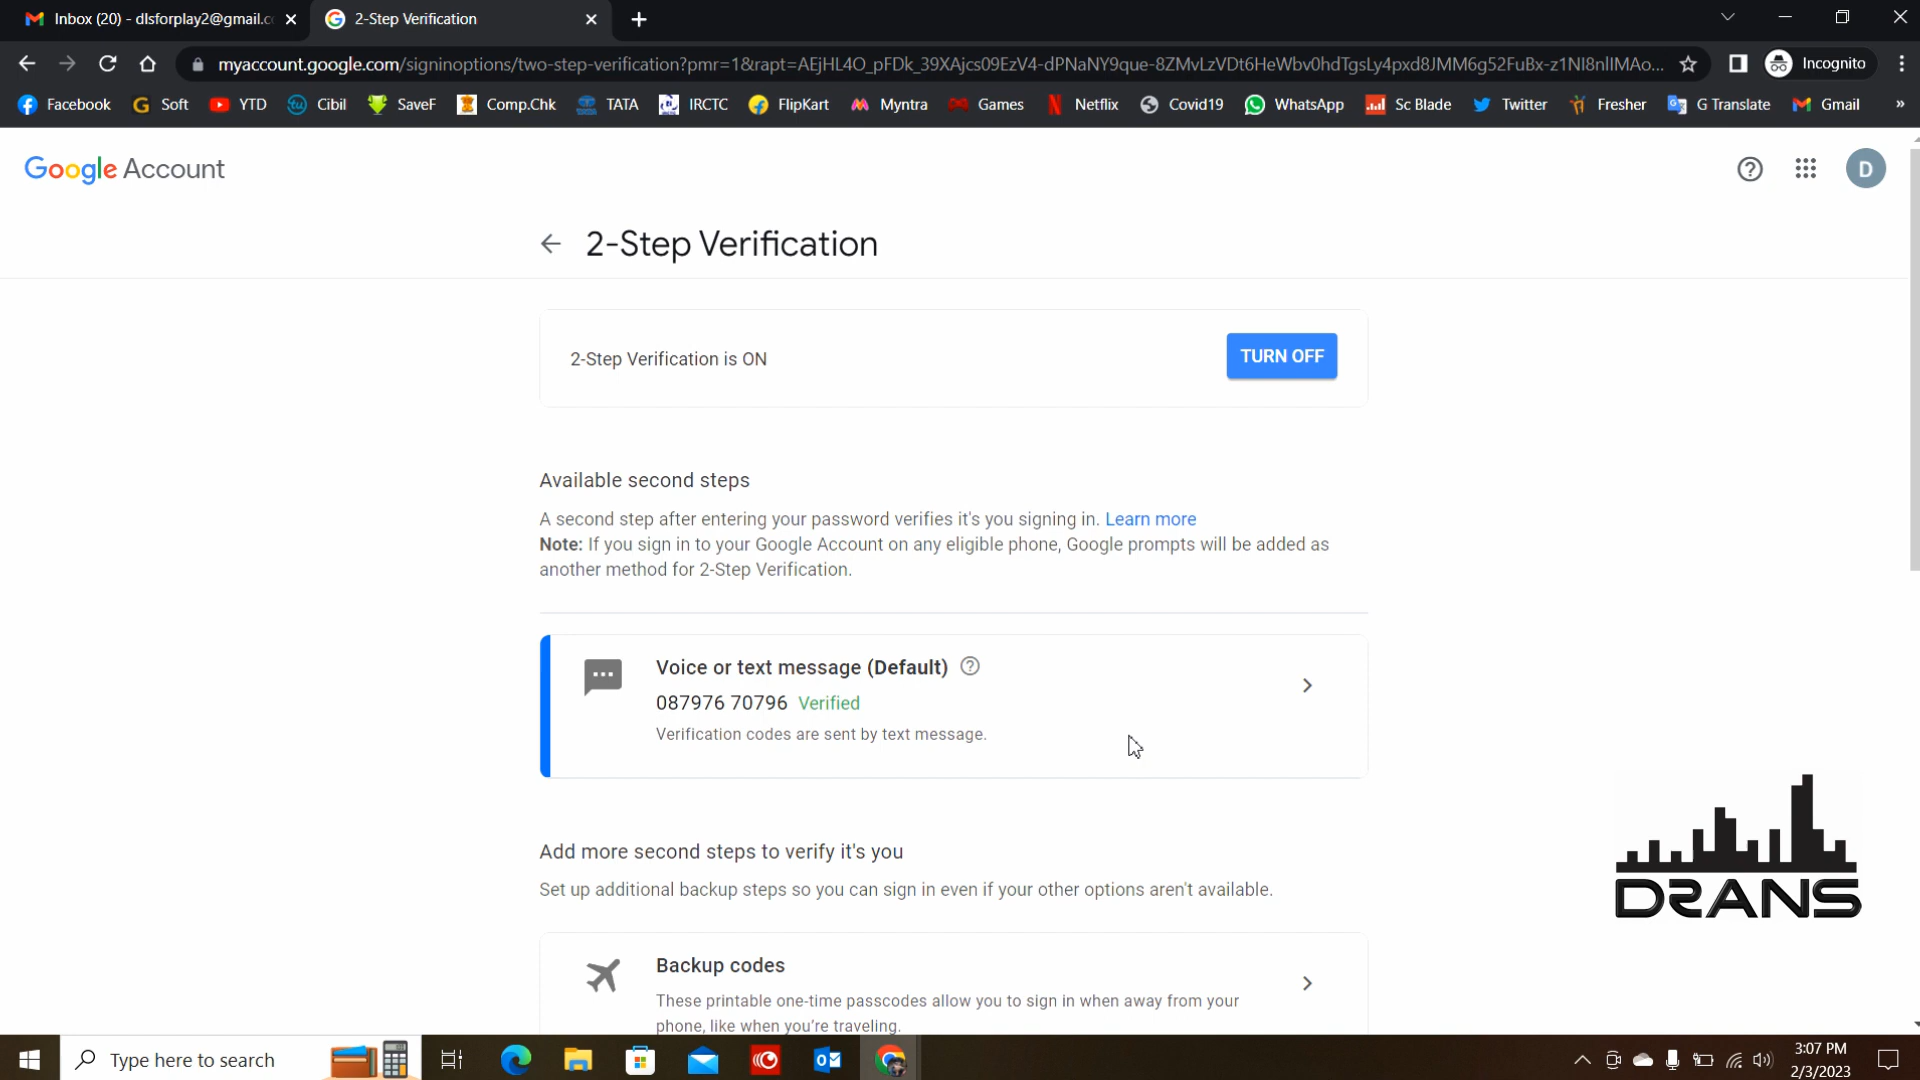 Inbox (20) - dlsforplay2@gmail.c
2-Step Verification
myaccount.google.com/signinoptions/two-step-verification?pmr=1&rapt=AEjHL4O_pFDk_39XAjcs09EzV4-dPNaNY9que-8ZMvLzVDt6HeWbv0hdTgsLy4pxd8JMM6g52FuBx-z1NI8nlIMAo...
Incognito
Facebook
Soft
YTD
Cibil
SaveF
Comp.Chk
TATA
IRCTC
FlipKart
Myntra
Games
Netflix
Covid19
WhatsApp
Sc Blade
Twitter
Fresher
G Translate
Gmail
»
Google Account
D
2-Step Verification
2-Step Verification is ON
TURN OFF
Available second steps
A second step after entering your password verifies it's you signing in. Learn more
Note: If you sign in to your Google Account on any eligible phone, Google prompts will be added as
another method for 2-Step Verification.
Voice or text message (Default)
087976 70796 Verified
Verification codes are sent by text message.
Add more second steps to verify it's you
Set up additional backup steps so you can sign in even if your other options aren't available.
DRANS
Backup codes
These printable one-time passcodes allow you to sign in when away from your
phone, like when you're traveling.
Type here to search
3:07 PM
2/3/2023